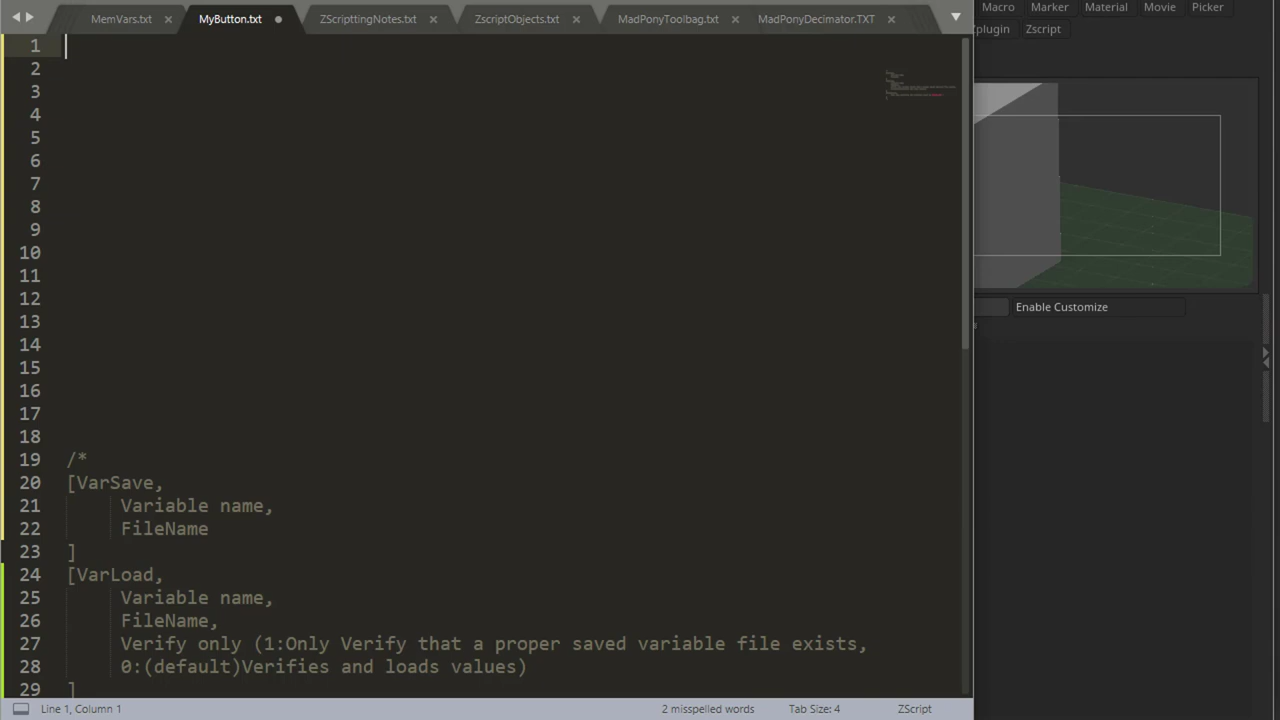 MemVars.txt × MyButton.txt ZScripttingNotes.txt × ZscriptObjects.txt × MadPonyToolbag.txt × MadPonyDecimator.TXT ×
Macro Marker Material Movie Picker
Zscript
Enable Customize
1
2
3
4
5
6
7
8
9
10
11
12
13
14
15
16
17
18
19 /*
20 [VarSave,
21 Variable name,
22 FileName
23 ]
24 [VarLoad,
25 Variable name,
26 FileName,
27 Verify only (1:Only Verify that a proper saved variable file exists,
28 0:(default)Verifies and loads values)
29 ]
Line 1, Column 1 2 misspelled words Tab Size: 4 ZScript